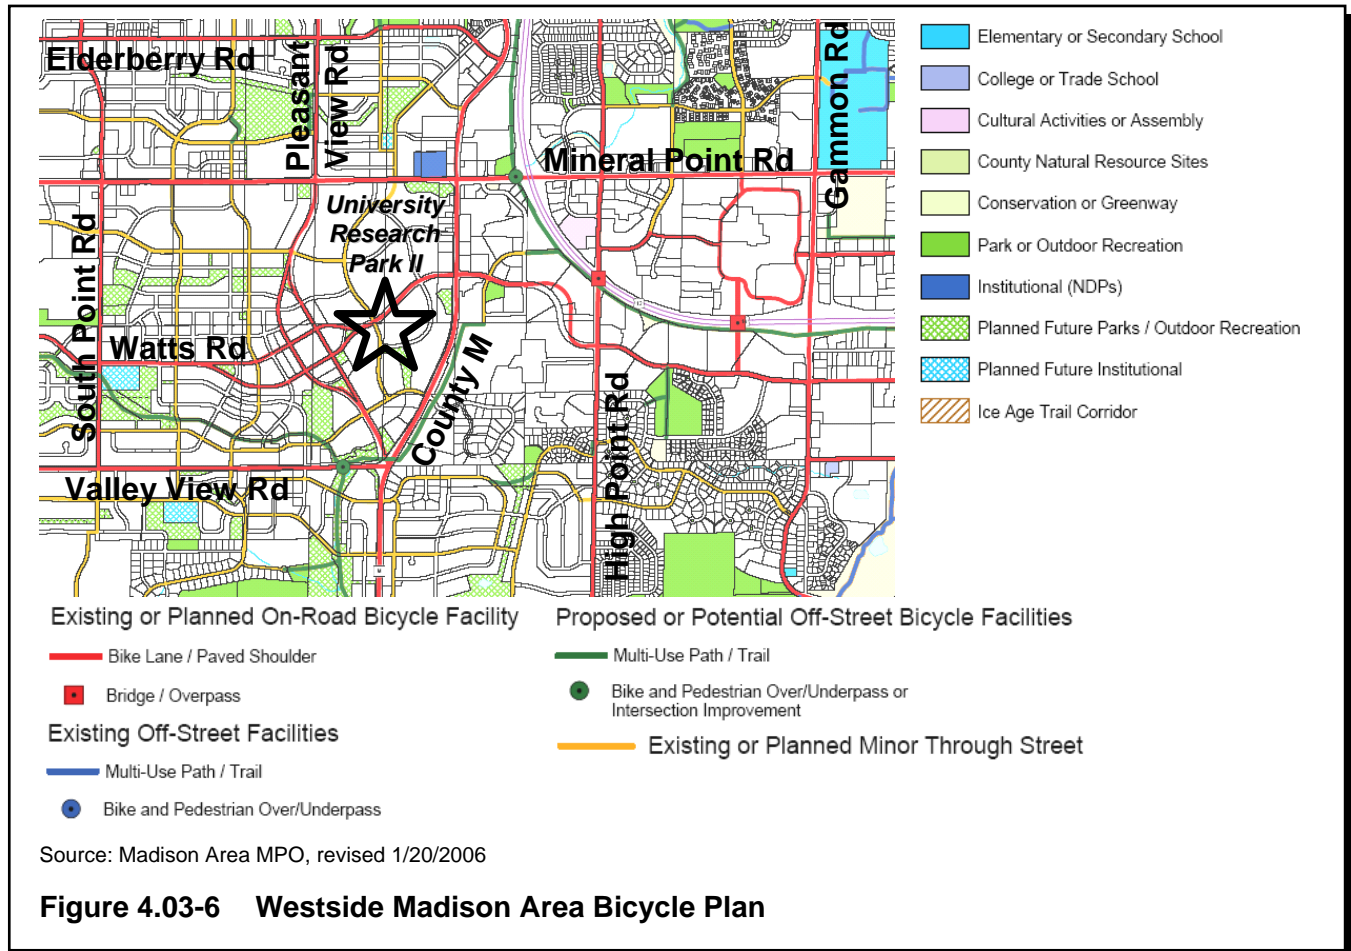 Elderberry Rd
Pleasant
View Rd
Gammon Rd
Mineral Point Rd
University
Research
Park II
South Point Rd
Watts Rd
County M
High Point Rd
Valley View Rd
Elementary or Secondary School
College or Trade School
Cultural Activities or Assembly
County Natural Resource Sites
Conservation or Greenway
Park or Outdoor Recreation
Institutional (NDPs)
Planned Future Parks / Outdoor Recreation
Planned Future Institutional
Ice Age Trail Corridor
Existing or Planned On-Road Bicycle Facility
Bike Lane / Paved Shoulder
Bridge / Overpass
Existing Off-Street Facilities
Multi-Use Path / Trail
Bike and Pedestrian Over/Underpass
Proposed or Potential Off-Street Bicycle Facilities
Multi-Use Path / Trail
Bike and Pedestrian Over/Underpass or
Intersection Improvement
Existing or Planned Minor Through Street
Source: Madison Area MPO, revised 1/20/2006
Figure 4.03-6 Westside Madison Area Bicycle Plan